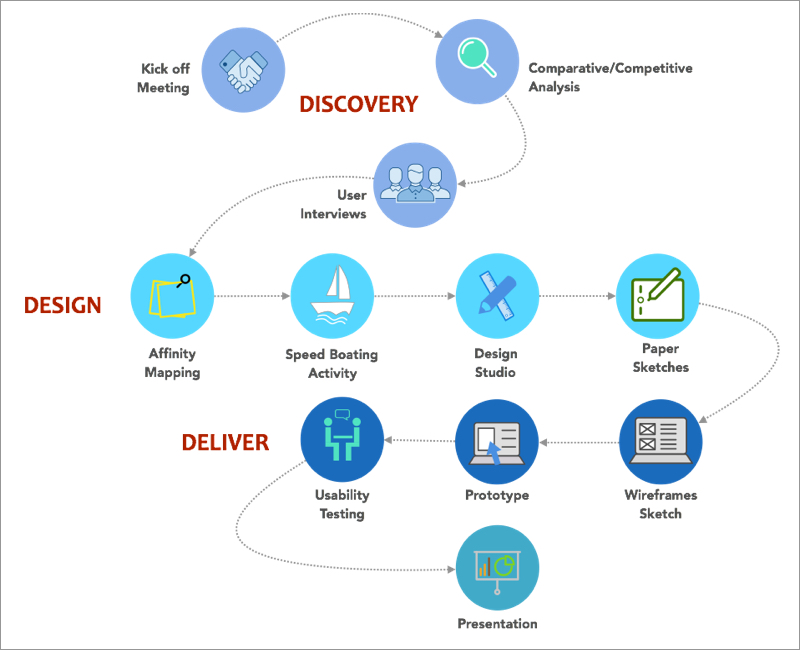 Kick off
Meeting
Comparative/Competitive
Analysis
DISCOVERY
User
Interviews
DESIGN
Affinity
Mapping
Speed Boating
Activity
Design
Studio
Paper
Sketches
DELIVER
Usability
Testing
Prototype
Wireframes
Sketch
Presentation